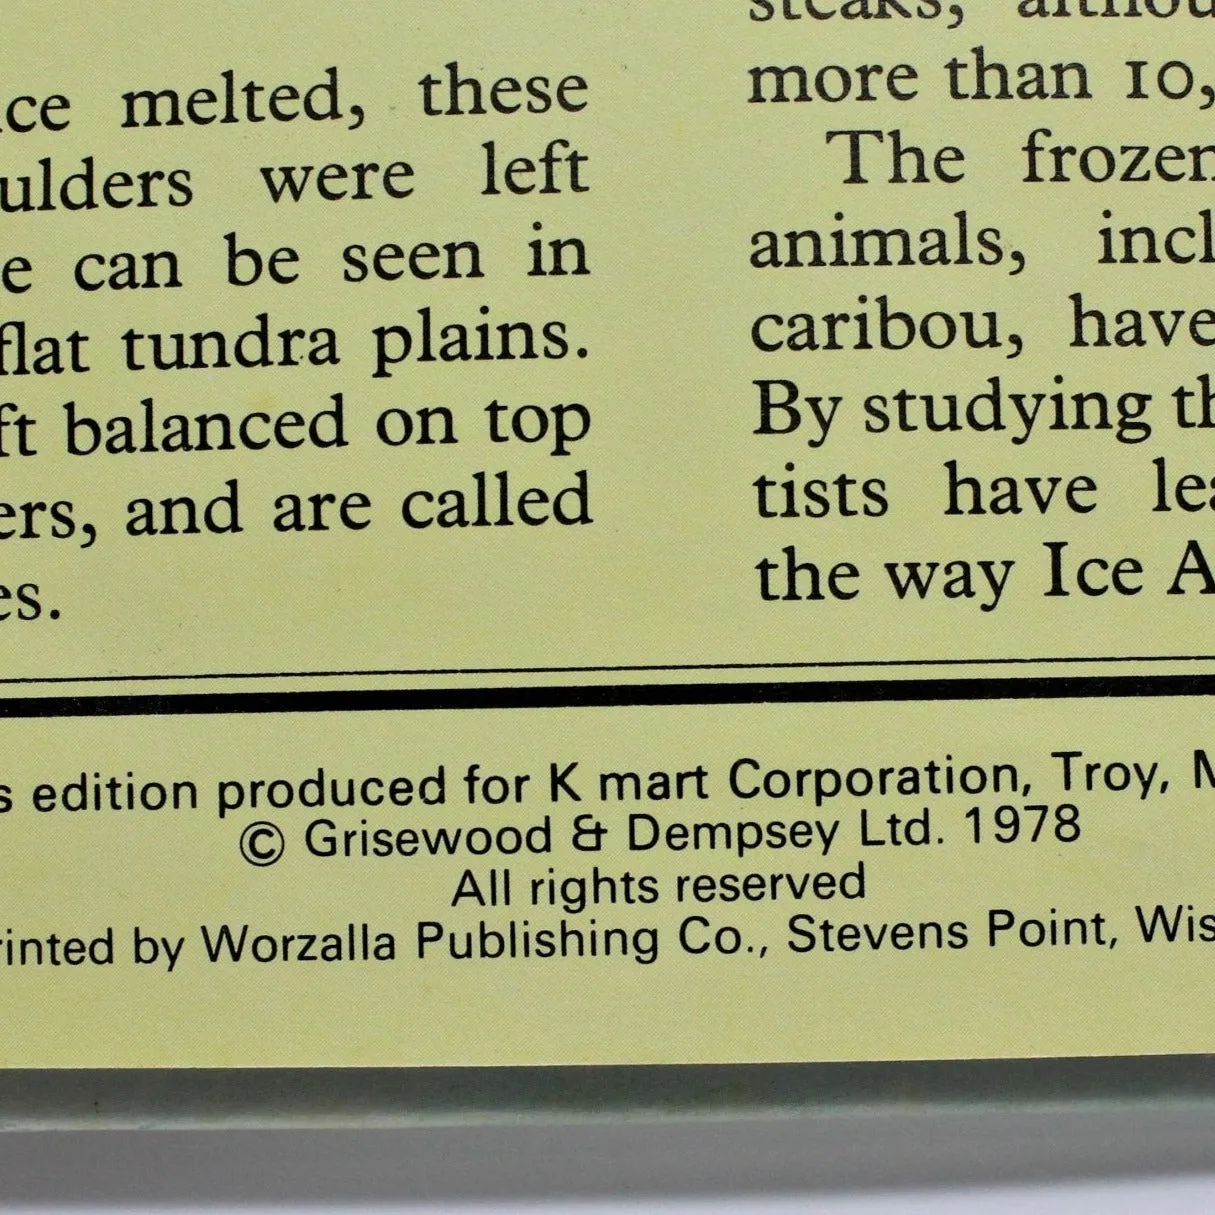 ce melted, these
ulders were left
e can be seen in
flat tundra plains.
ft balanced on top
ers, and are called
es.
steaks,
more than 10,
The frozen
animals, incl
caribou, have
By studying th
tists have lea
the way Ice A
s edition produced for K mart Corporation, Troy, M
© Grisewood & Dempsey Ltd. 1978
All rights reserved
rinted by Worzalla Publishing Co., Stevens Point, Wis